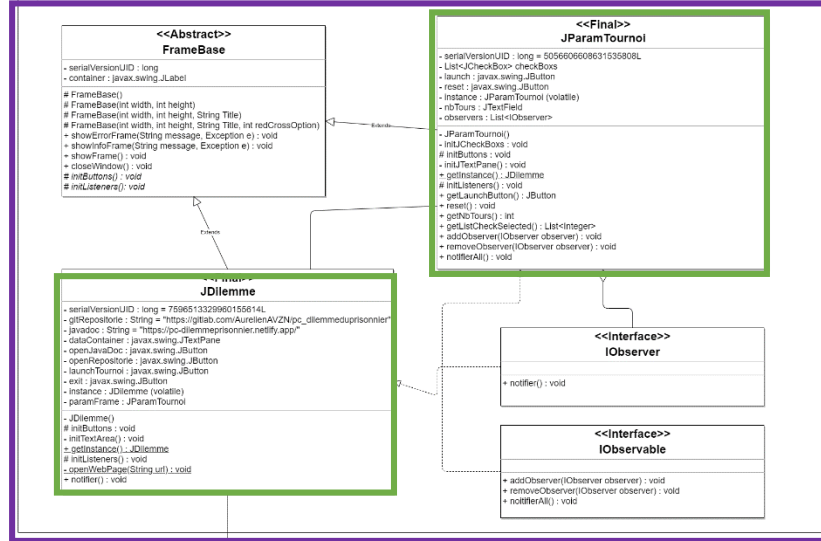 <<Abstract>>
FrameBase
- serialVersionUID : long
- container : javax.swing.JLabel
# FrameBase()
# FrameBase(int width, int height)
# FrameBase(int width, int height, String Title)
# FrameBase(int width, int height, String Title, int redCrossOption)
+ showErrorFrame(String message, Exception e) : void
+ showInfoFrame(String message, Exception e) : void
+ showFrame() : void
+ closeWindow() : void
# initButtons() : void
# initListeners(): void
<<Final>>
JParamTournoi
- serialVersionUID : long = 5056606608631535808L
- List<JCheckBox> checkBoxs
- launch : javax.swing.JButton
- reset : javax.swing.JButton
- instance : JParamTournoi (volatile)
- nbTours : JTextField
- observers : List<IObserver>
- JParamTournoi()
- initJCheckBoxs : void
# initButtons : void
- initJTextPane() : void
+ getInstance() : JDilemme
# initListeners() : void
+ getLaunchButton() : JButton
+ reset() : void
+ getNbTours() : int
+ getListCheckSelected() : List<Integer>
+ addObserver(IObserver observer) : void
+ removeObserver(IObserver observer) : void
+ notifierAll() : void
Extends
Extends
<<Final>>
JDilemme
- serialVersionUID : long = 7596513329960155614L
- gitRepositorie : String = "https://gitlab.com/AurelienAVZN/pc_dilemmeduprisonnier"
- javadoc : String = "https://pc-dilemmeprisonnier.netlify.app/"
- dataContainer : javax.swing.JTextPane
- openJavaDoc : javax.swing.JButton
- openRepositorie : javax.swing.JButton
- launchTournoi : javax.swing.JButton
- exit : javax.swing.JButton
- instance : JDilemme (volatile)
- paramFrame : JParamTournoi
- JDilemme()
# initButtons : void
- initTextArea() : void
+ getInstance() : JDilemme
# initListeners() : void
- openWebPage(String url) : void
+ notifier() : void
<<Interface>>
IObserver
+ notifier() : void
<<Interface>>
IObservable
+ addObserver(IObserver observer) : void
+ removeObserver(IObserver observer) : void
+ noitifierAll() : void